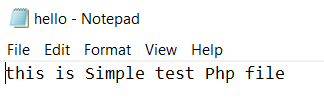 hello - Notepad
File Edit Format View Help
this is Simple test Php file